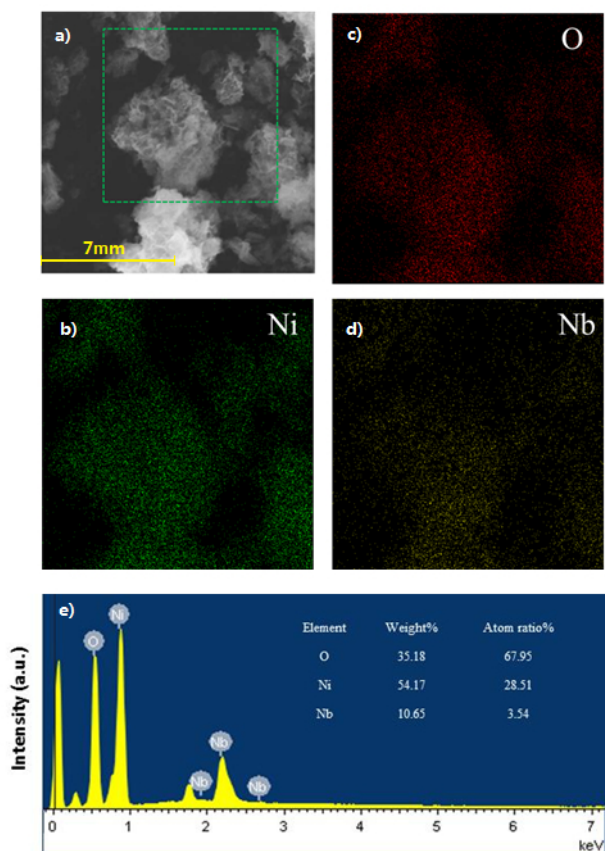 a)
c)
O
7mm
b)
Ni
d)
Nb
e)
Intensity (a.u.)
O
Ni
Nb
Nb
Nb
Element Weight% Atom ratio%
O 35.18 67.95
Ni 54.17 28.51
Nb 10.65 3.54
0 1 2 3 4 5 6 7
keV